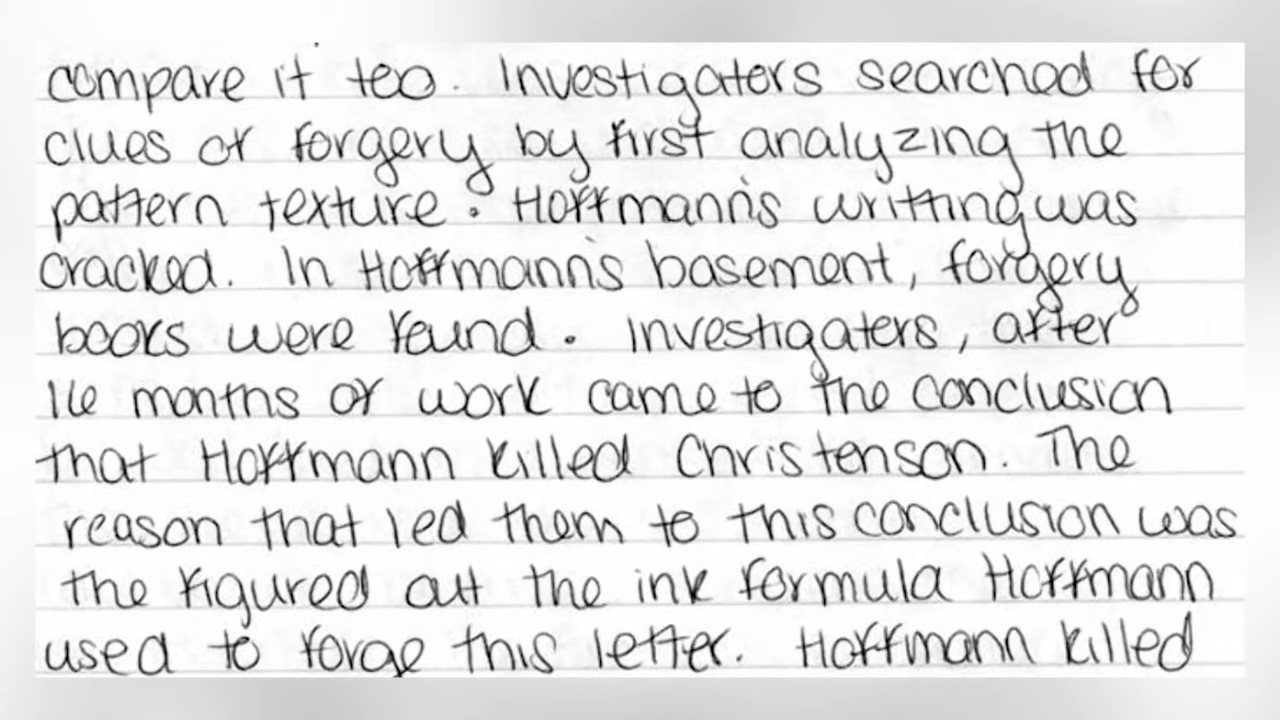 compare it too. Investigators searched for
clues of forgery by first analyzing the
pattern texture. Hoffmann's writting was
cracked. In Hoffmann's basement, forgery
books were found. Investigaters, after
16 months of work came to the conclusion
that Hoffmann killed Christenson. The
reason that led them to this conclusion was
the figured out the ink formula Hoffmann
used to forge this letter. Hoffmann killed